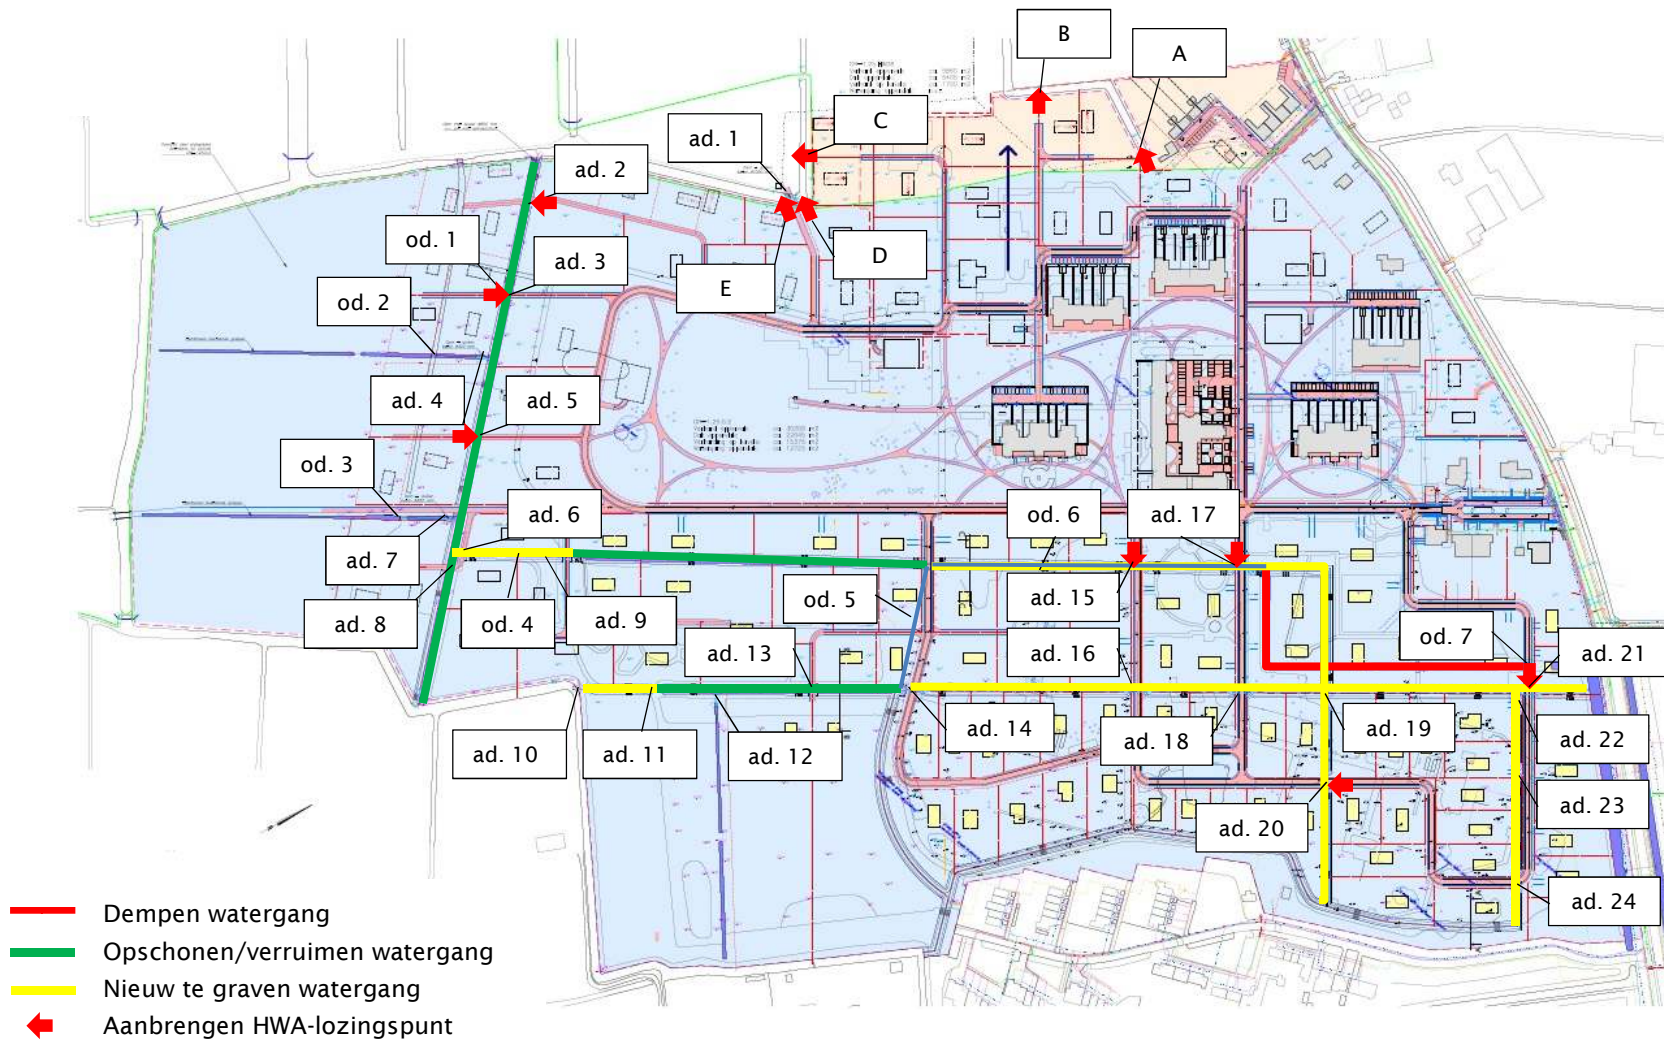 B
A
C
ad. 1
ad. 2
od. 1
ad. 3
D
E
od. 2
ad. 4
ad. 5
od. 3
ad. 6
od. 6
ad. 17
ad. 7
ad. 8
od. 4
ad. 9
od. 5
ad. 15
od. 7
ad. 13
ad. 16
ad. 21
ad. 10
ad. 11
ad. 12
ad. 14
ad. 18
ad. 19
ad. 22
ad. 23
ad. 20
ad. 24
Dempen watergang
Opschonen/verruimen watergang
Nieuw te graven watergang
Aanbrengen HWA-lozingspunt